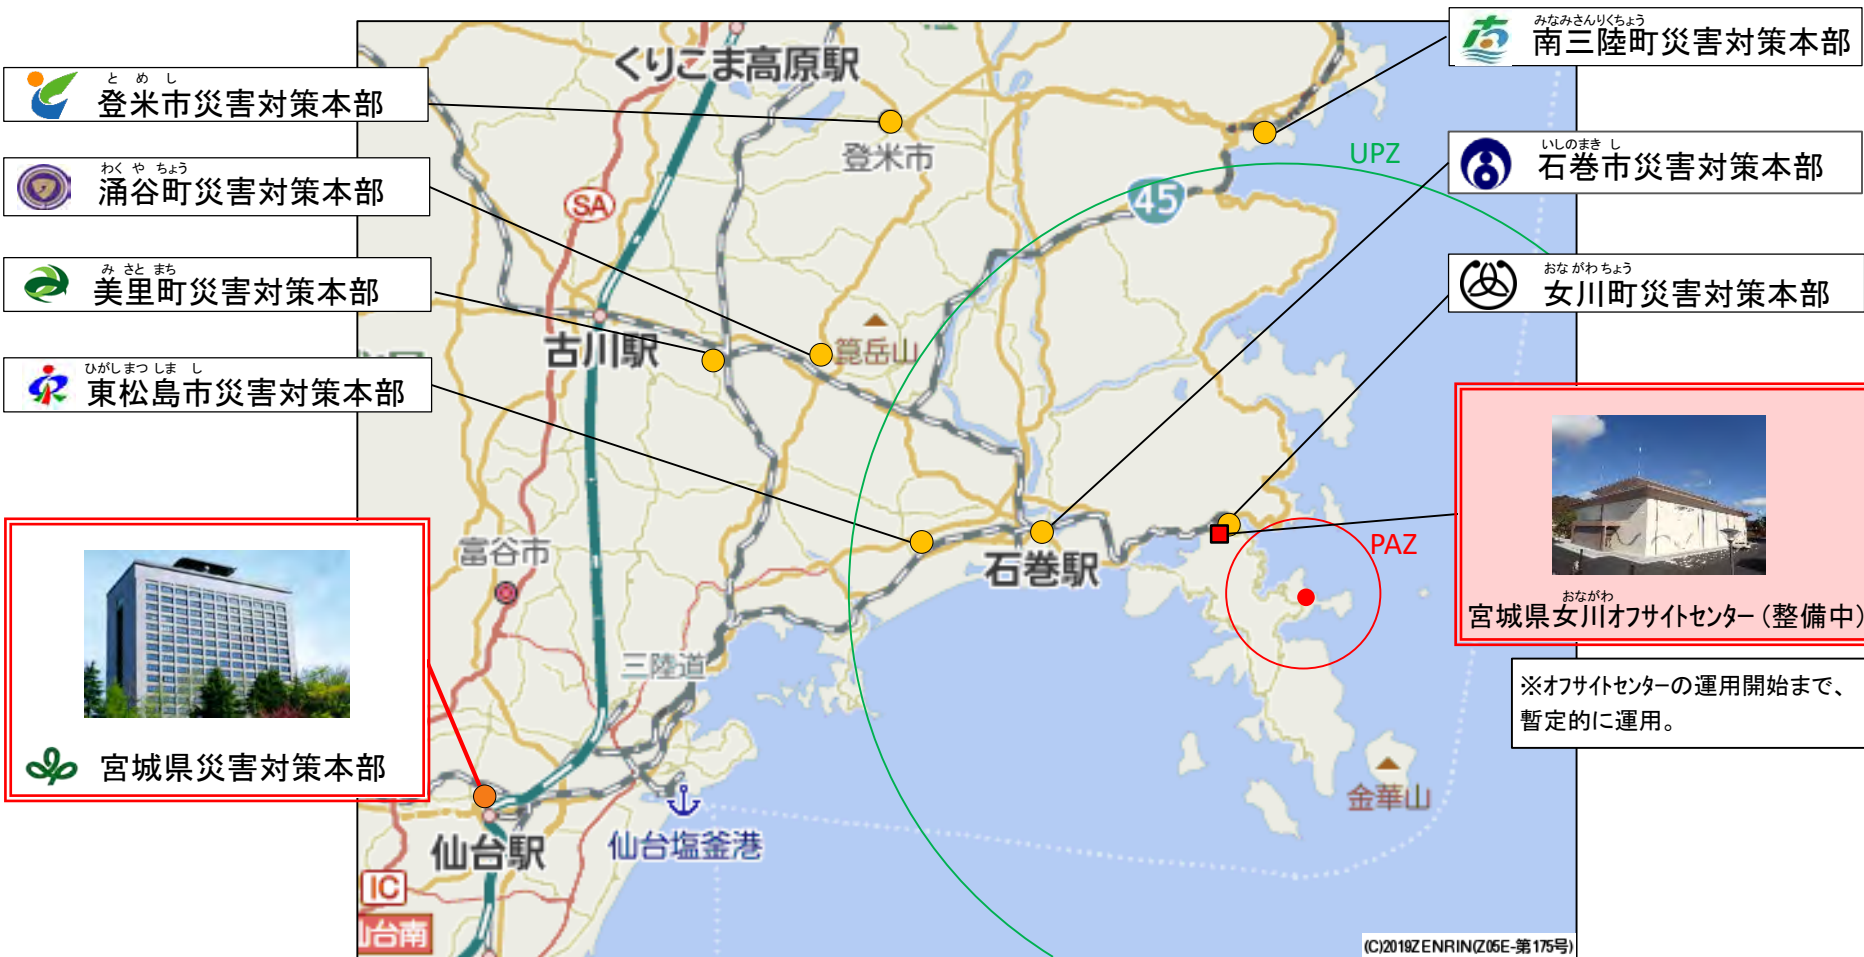 とめし
登米市災害対策本部
わくやちょう
涌谷町災害対策本部
みさとまち
美里町災害対策本部
ひがしまつしまし
東松島市災害対策本部
宮城県災害対策本部
みなみさんりくちょう
南三陸町災害対策本部
いしのまきし
石巻市災害対策本部
おながわちょう
女川町災害対策本部
おながわ
宮城県女川オフサイトセンター(整備中)
※オフサイトセンターの運用開始まで、
暫定的に運用。
くりこま高原駅
登米市
UPZ
45
SA
古川駅
箟岳山
富谷市
石巻駅
PAZ
三陸道
金華山
仙台駅
仙台塩釜港
IC
台南
(C)2019ZENRIN(Z05E-第175号)